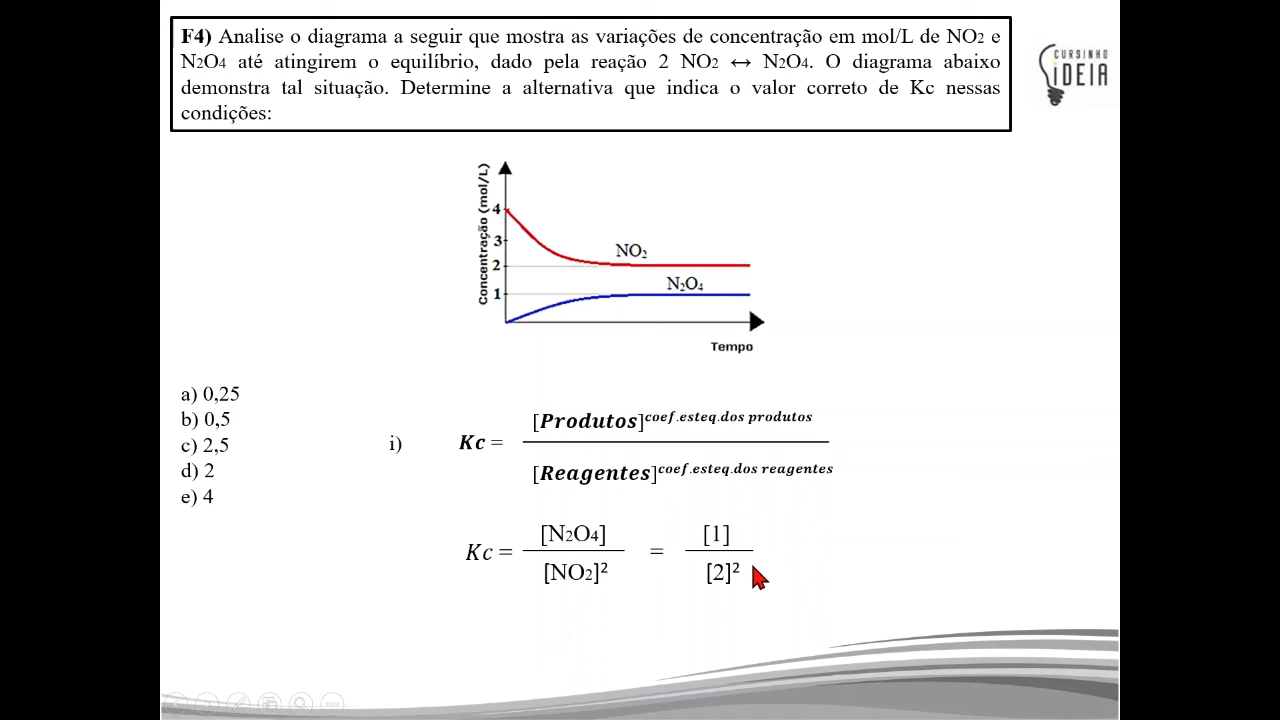 F4) Analise o diagrama a seguir que mostra as variações de concentração em mol/L de NO2 e
N2O4 até atingirem o equilíbrio, dado pela reação 2 NO2 ↔ N2O4. O diagrama abaixo
demonstra tal situação. Determine a alternativa que indica o valor correto de Kc nessas
condições:
CURSINHO
iDEIA
Concentração (mol/L)
4
3
2
1
NO₂
N₂O₄
Tempo
a) 0,25
b) 0,5
c) 2,5
d) 2
e) 4
i)
Kc =
[Produtos]^coef.esteq.dos produtos
[Reagentes]^coef.esteq.dos reagentes
Kc =
[N2O4]
[NO2]²
=
[1]
[2]²